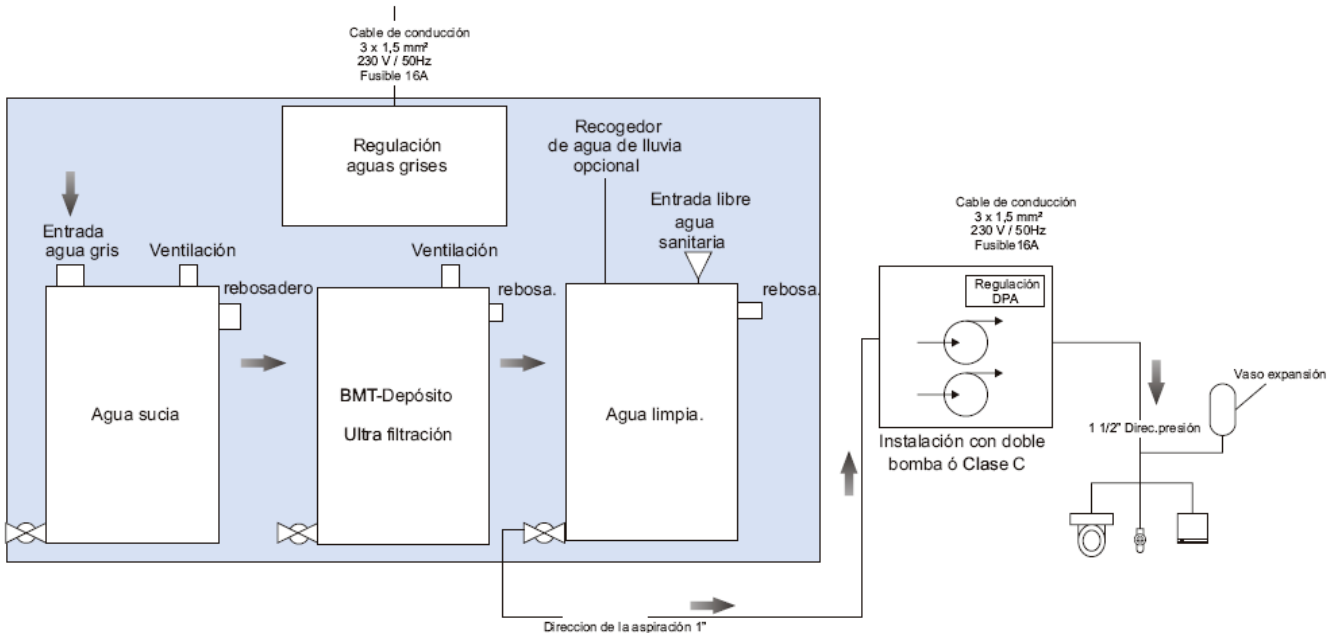 Cable de conducción
3 x 1,5 mm²
230 V / 50Hz
Fusible 16A
Regulación
aguas grises
Recogedor
de agua de lluvia
opcional
Entrada libre
agua
sanitaria
Entrada
agua gris
Ventilación
rebosadero
Ventilación
rebosa.
rebosa.
Agua sucia
BMT-Depósito
Ultra filtración
Agua limpia.
Cable de conducción
3 x 1,5 mm²
230 V / 50Hz
Fusible16A
Regulación
DPA
Instalación con doble
bomba ó Clase C
Vaso expansión
1 1/2" Direc.presión
Direccion de la aspiración 1"